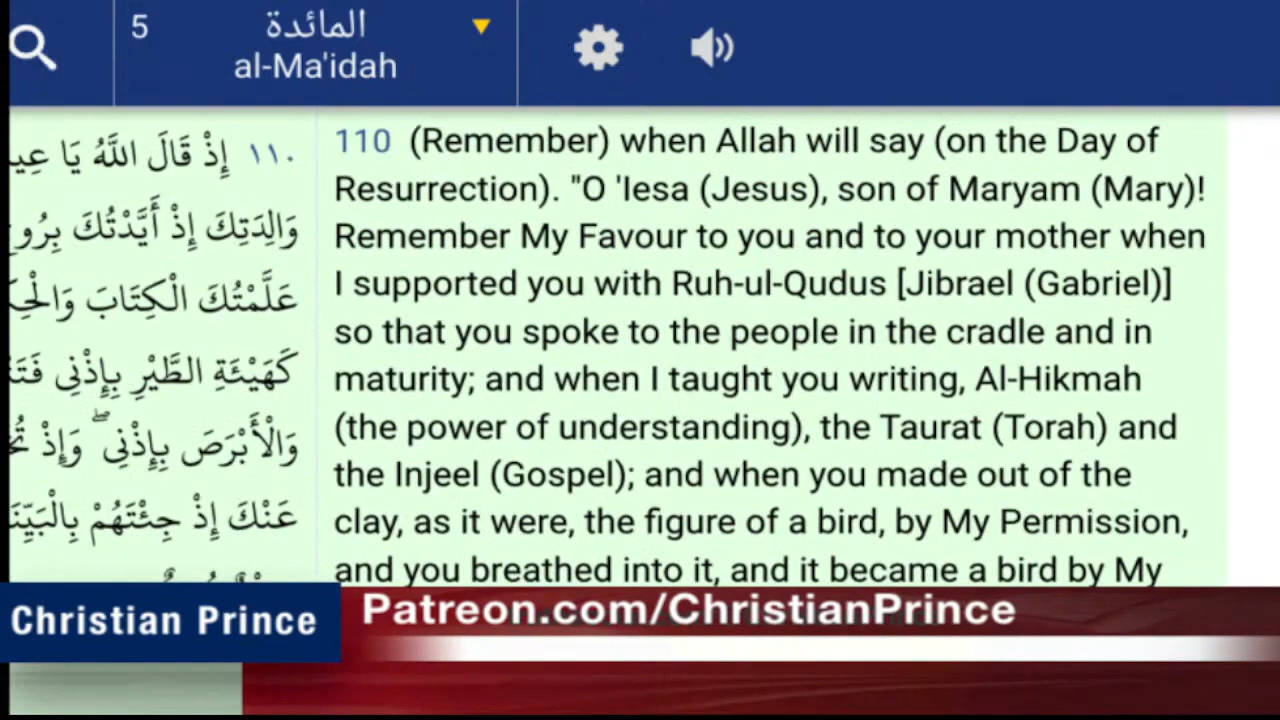 5
المائدة
al-Ma'idah
١١٠ إِذْ قَالَ اللَّهُ يَا
وَالِدَتِكَ إِذْ أَيَّدْتُكَ
عَلَّمْتُكَ الْكِتَابَ
كَهَيْئَةِ الطَّيْرِ بِإِذْنِي
وَالْأَبْرَصَ بِإِذْنِي ۖ وَإِذْ
عَنْكَ إِذْ جِئْتَهُمْ
110 (Remember) when Allah will say (on the Day of
Resurrection). "O 'Iesa (Jesus), son of Maryam (Mary)!
Remember My Favour to you and to your mother when
I supported you with Ruh-ul-Qudus [Jibrael (Gabriel)]
so that you spoke to the people in the cradle and in
maturity; and when I taught you writing, Al-Hikmah
(the power of understanding), the Taurat (Torah) and
the Injeel (Gospel); and when you made out of the
clay, as it were, the figure of a bird, by My Permission,
and you breathed into it, and it became a bird by My
Christian Prince
Patreon.com/ChristianPrince